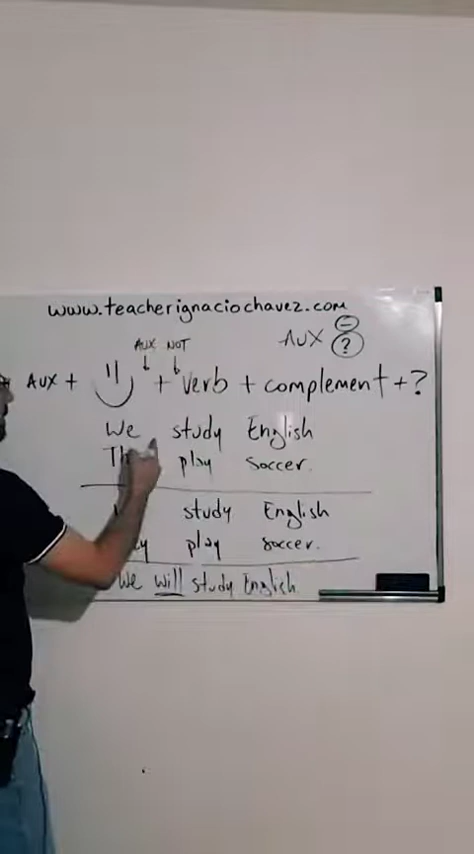 www.teacherignaciochavez.com
AUX - ?
AUX NOT
AUX + + verb + complement + ?
We study English
play Soccer.
study English
play soccer.
We will study English.